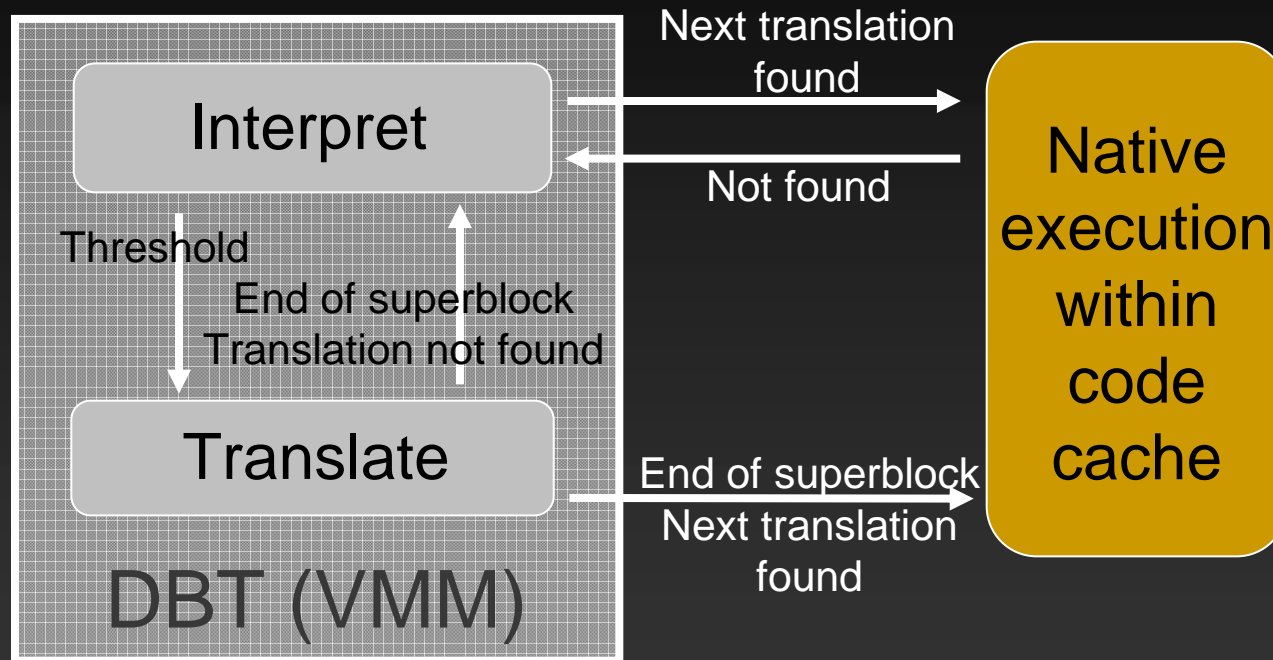 Next translation
found
Interpret
Not found
Native
execution
within
code
cache
Threshold
End of superblock
Translation not found
Translate
End of superblock
Next translation
found
DBT (VMM)